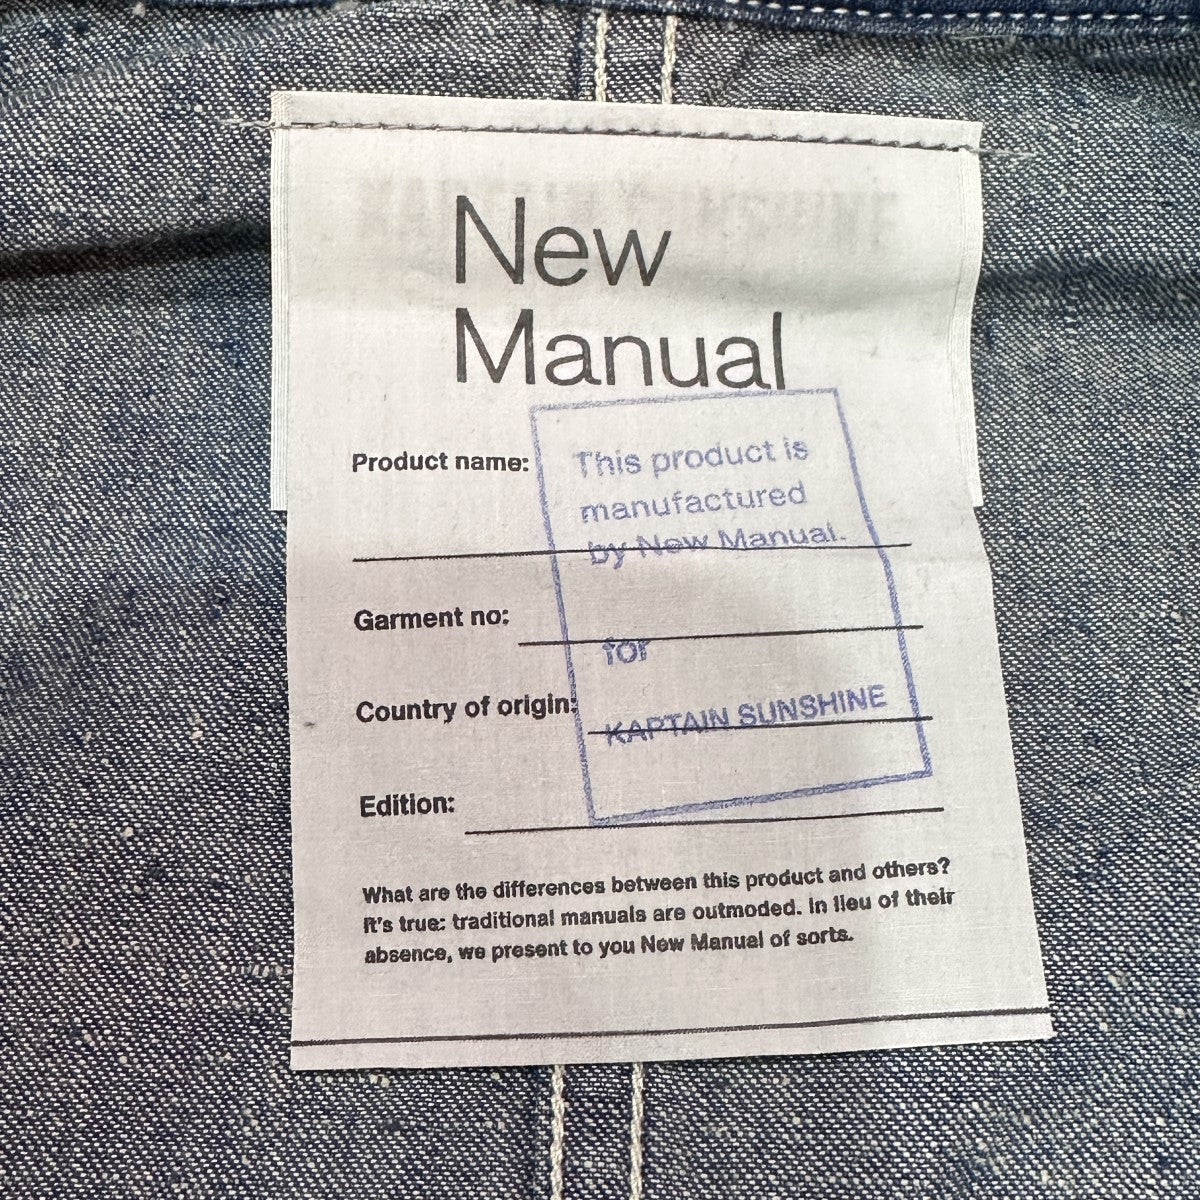 New
Manual
Product name:
This product is
manufactured
by New Manual.
Garment no:
for
Country of origin:
KAPTAIN SUNSHINE
Edition:
What are the differences between this product and others?
It's true: traditional manuals are outmoded. In lieu of their
absence, we present to you New Manual of sorts.